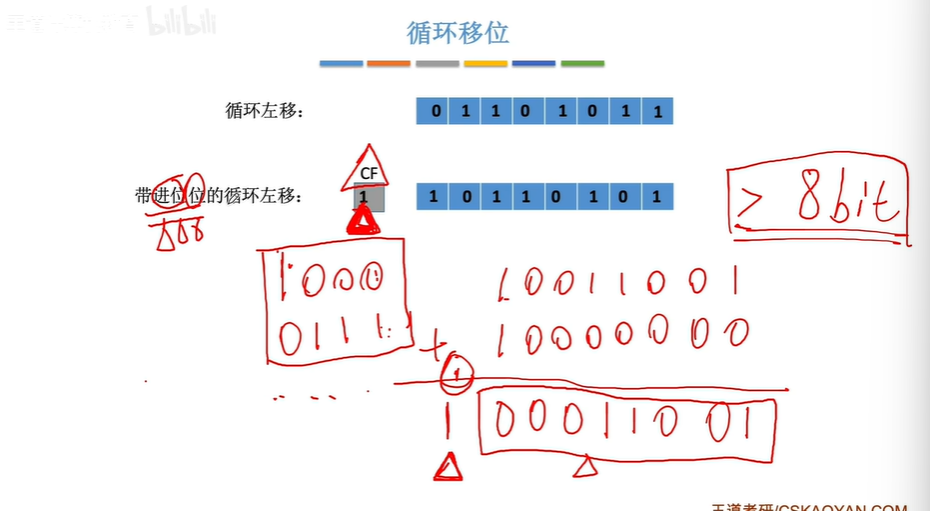 bilibili
循环移位
循环左移：
0 1 1 0 1 0 1 1
CF
带进位位的循环左移：
1
1 0 1 1 0 1 0 1
> 8bit
1000
10011001
0111
10000000
+
1
1 00011001
王道考研/CSKAOYAN.COM